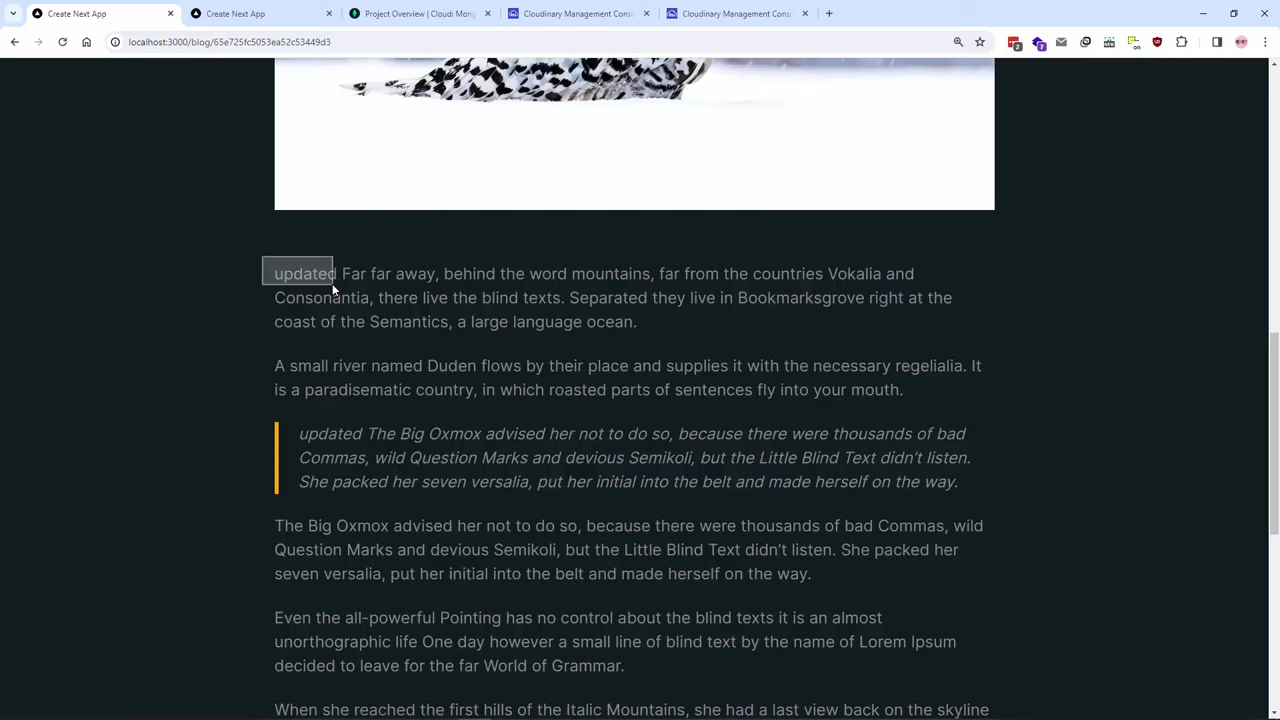 Create Next App
Create Next App
Project Overview | Cloud: Mong
Cloudinary Management Conso
Cloudinary Management Conso
localhost:3000/blog/65e725fc5053ea52c53449d3
2
7
on
updated Far far away, behind the word mountains, far from the countries Vokalia and
Consonantia, there live the blind texts. Separated they live in Bookmarksgrove right at the
coast of the Semantics, a large language ocean.
A small river named Duden flows by their place and supplies it with the necessary regelialia. It
is a paradisematic country, in which roasted parts of sentences fly into your mouth.
updated The Big Oxmox advised her not to do so, because there were thousands of bad
Commas, wild Question Marks and devious Semikoli, but the Little Blind Text didn’t listen.
She packed her seven versalia, put her initial into the belt and made herself on the way.
The Big Oxmox advised her not to do so, because there were thousands of bad Commas, wild
Question Marks and devious Semikoli, but the Little Blind Text didn’t listen. She packed her
seven versalia, put her initial into the belt and made herself on the way.
Even the all-powerful Pointing has no control about the blind texts it is an almost
unorthographic life One day however a small line of blind text by the name of Lorem Ipsum
decided to leave for the far World of Grammar.
When she reached the first hills of the Italic Mountains, she had a last view back on the skyline